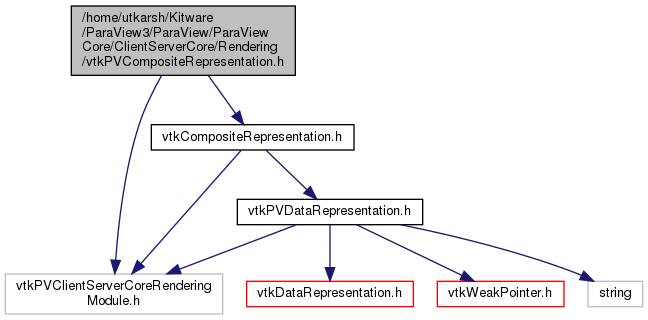 /home/utkarsh/Kitware
/ParaView3/ParaView/ParaView
Core/ClientServerCore/Rendering
/vtkPVCompositeRepresentation.h
vtkCompositeRepresentation.h
vtkPVDataRepresentation.h
vtkPVClientServerCoreRendering
Module.h
vtkDataRepresentation.h
vtkWeakPointer.h
string